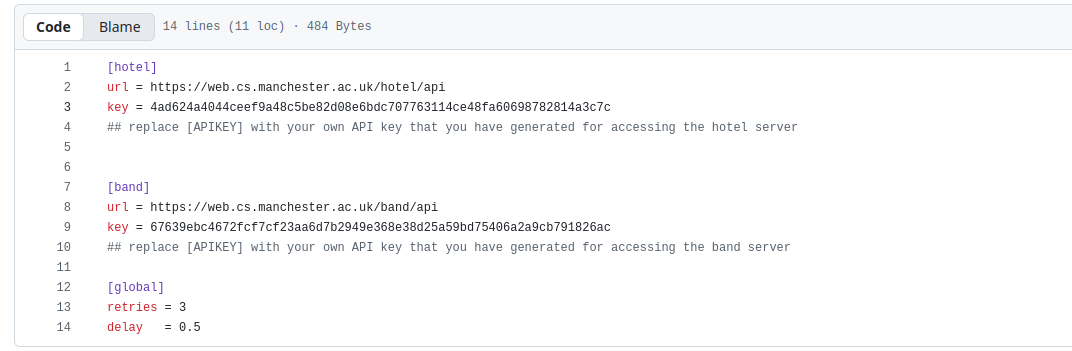 Code Blame 14 lines (11 loc) · 484 Bytes
1 [hotel]
2 url = https://web.cs.manchester.ac.uk/hotel/api
3 key = 4ad624a4044ceef9a48c5be82d08e6bdc707763114ce48fa60698782814a3c7c
4 ## replace [APIKEY] with your own API key that you have generated for accessing the hotel server
5
6
7 [band]
8 url = https://web.cs.manchester.ac.uk/band/api
9 key = 67639ebc4672fcf7cf23aa6d7b2949e368e38d25a59bd75406a2a9cb791826ac
10 ## replace [APIKEY] with your own API key that you have generated for accessing the band server
11
12 [global]
13 retries = 3
14 delay   = 0.5